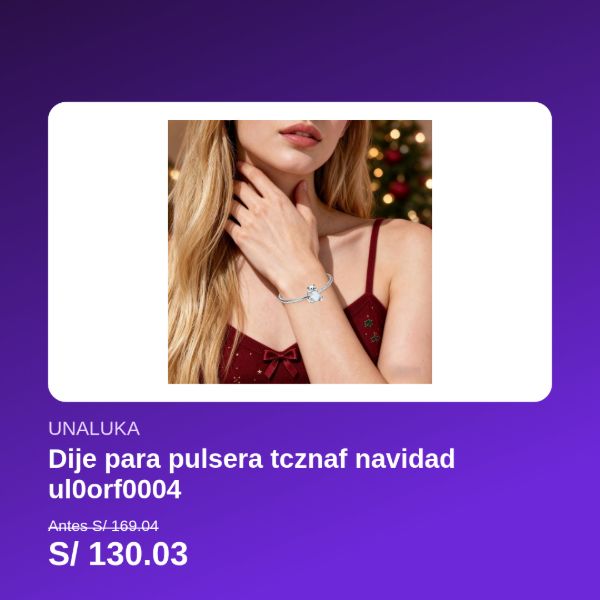 UNALUKA
Dije para pulsera tcznaf navidad
ul0orf0004
Antes S/ 169.04
S/ 130.03